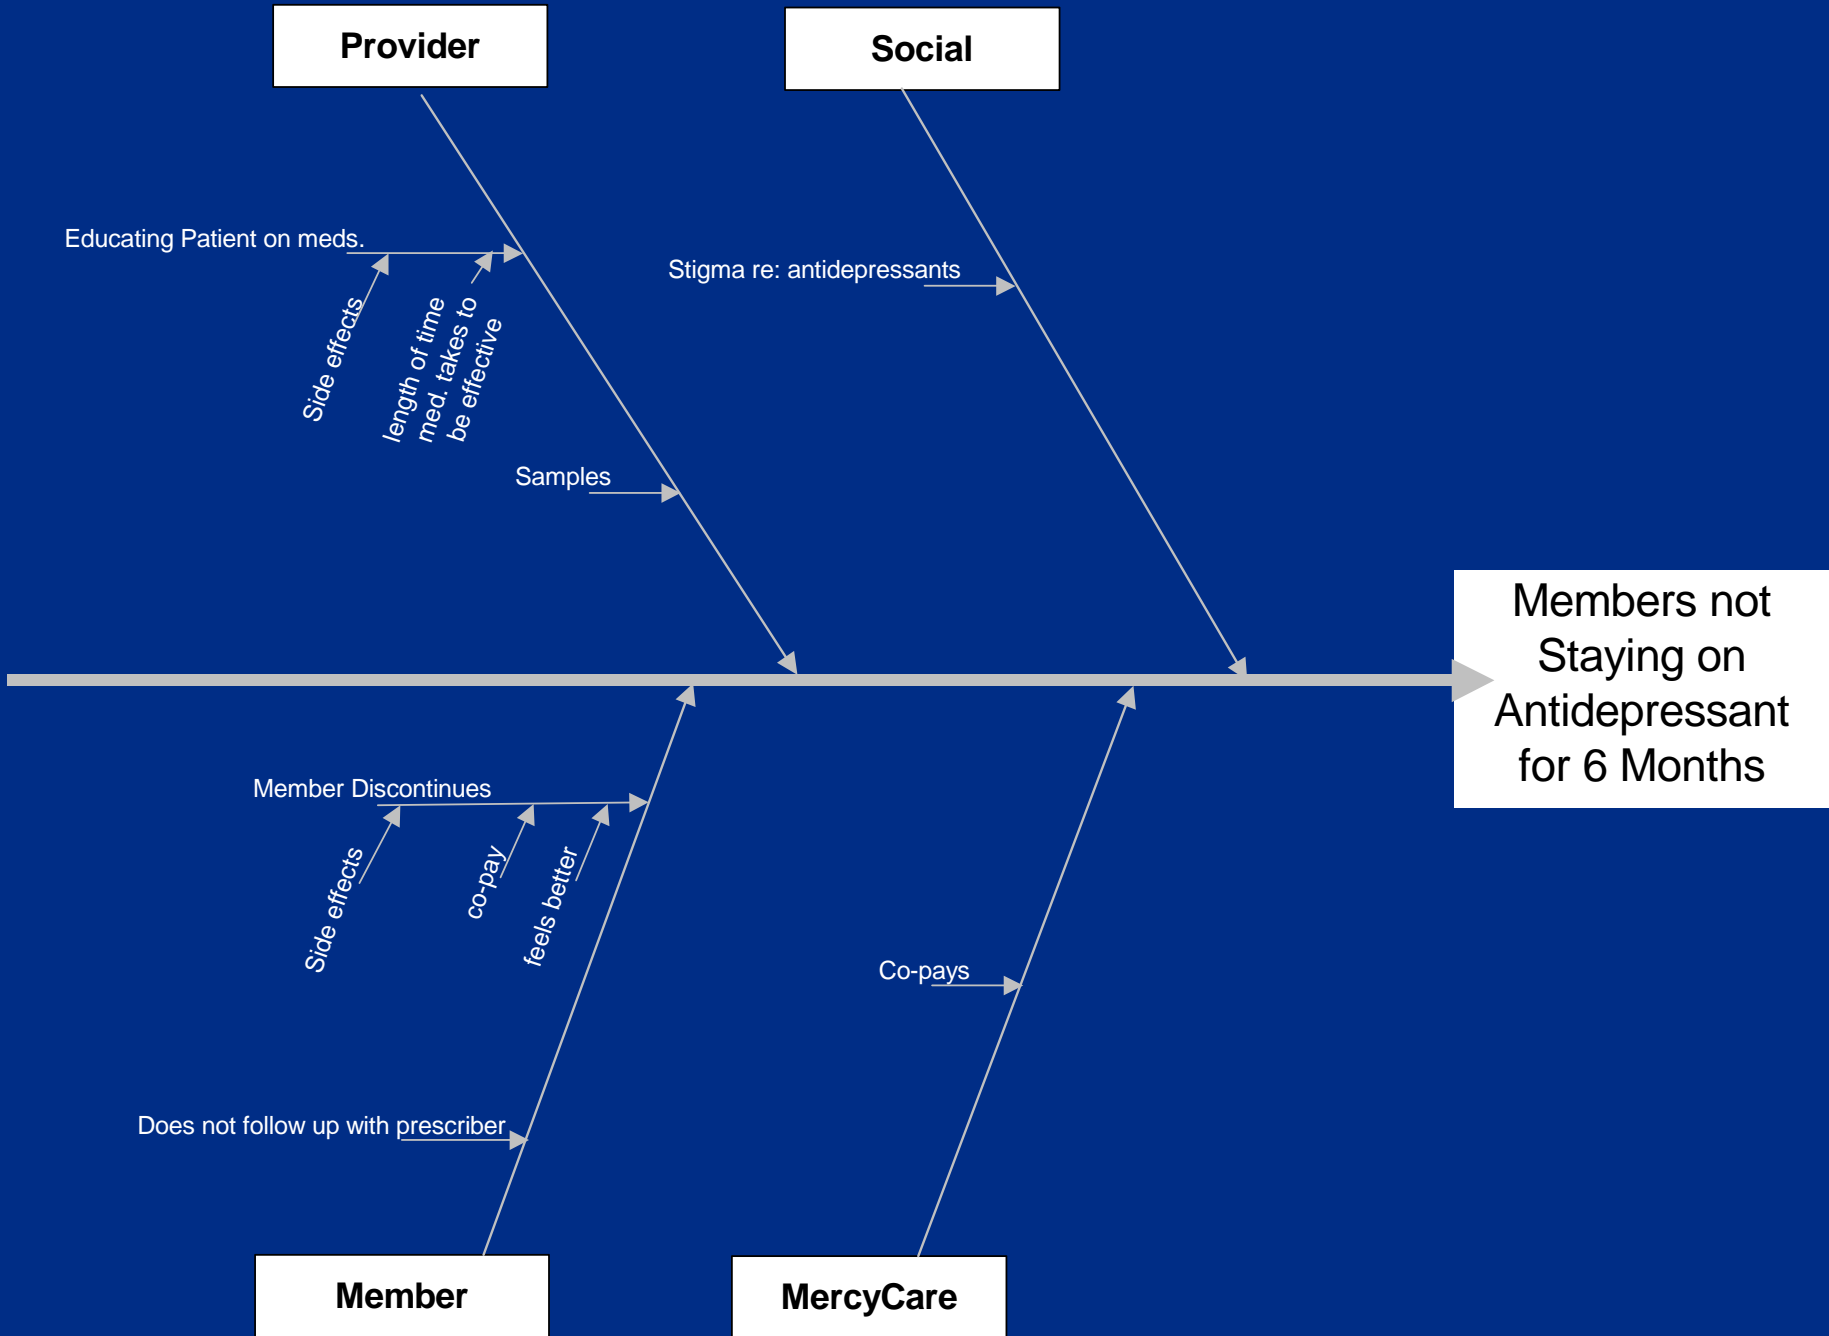 Provider
Social
Educating Patient on meds.
Stigma re: antidepressants
Side effects
length of time
med. takes to
be effective
Samples
Members not
Staying on
Antidepressant
for 6 Months
Member Discontinues
Side effects
co-pay
feels better
Co-pays
Does not follow up with prescriber
Member
MercyCare